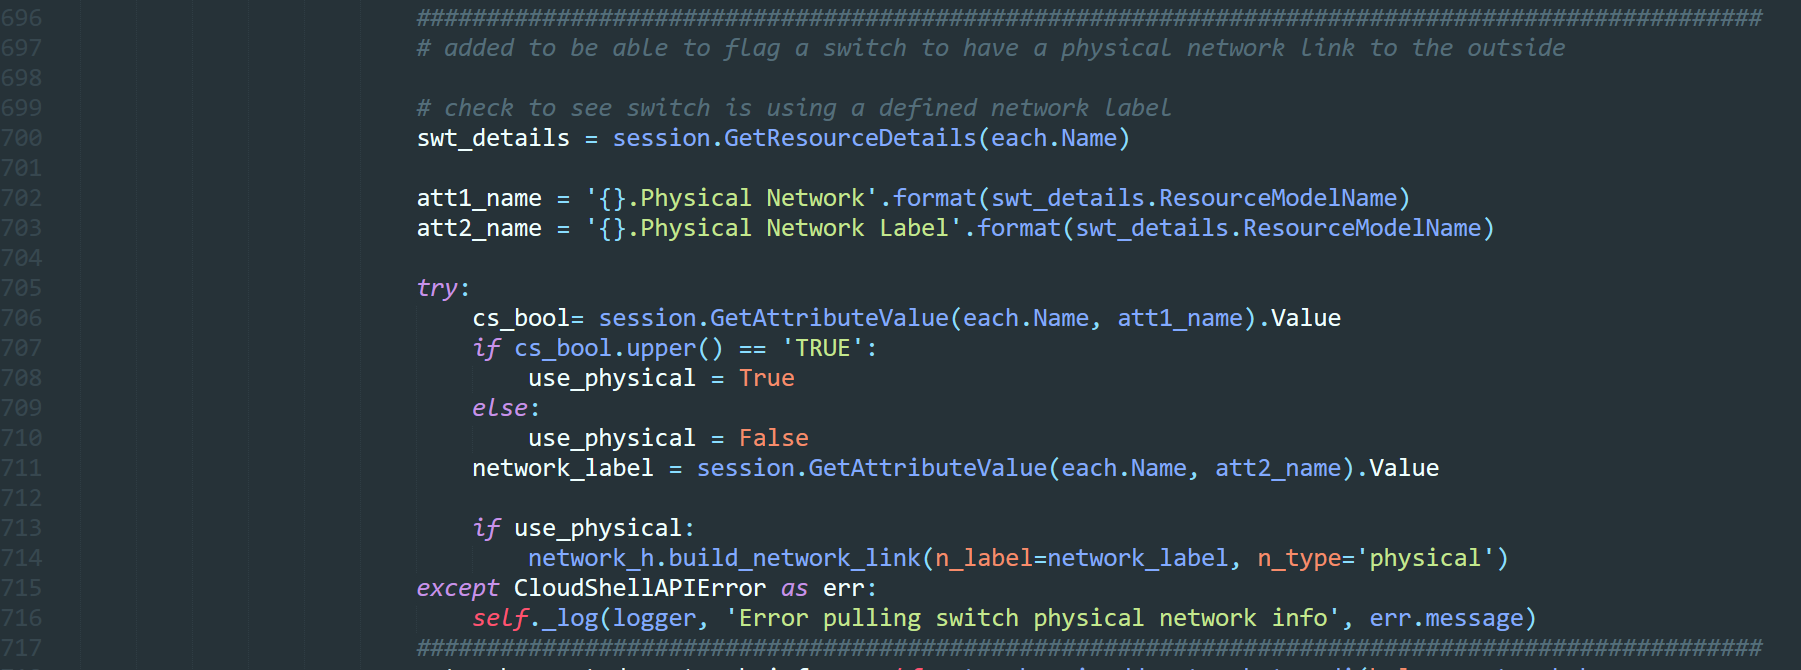 696 ################################################################################################
697 # added to be able to flag a switch to have a physical network link to the outside
698
699 # check to see switch is using a defined network label
700 swt_details = session.GetResourceDetails(each.Name)
701
702 att1_name = '{}.Physical Network'.format(swt_details.ResourceModelName)
703 att2_name = '{}.Physical Network Label'.format(swt_details.ResourceModelName)
704
705 try:
706 cs_bool= session.GetAttributeValue(each.Name, att1_name).Value
707 if cs_bool.upper() == 'TRUE':
708 use_physical = True
709 else:
710 use_physical = False
711 network_label = session.GetAttributeValue(each.Name, att2_name).Value
712
713 if use_physical:
714 network_h.build_network_link(n_label=network_label, n_type='physical')
715 except CloudShellAPIError as err:
716 self._log(logger, 'Error pulling switch physical network info', err.message)
717 ################################################################################################